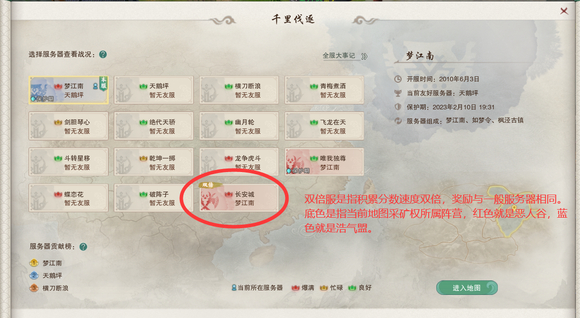 千里伐逐
选择服务器查看战况：
全服大事记
梦江南
梦江南
天鹅坪
天鹅坪
暂无友服
横刀断浪
暂无友服
青梅煮酒
暂无友服
开服时间：2010年6月3日
当前友好服务器：天鹅坪
保护期：2023年2月10日 19:31
服务器组成：梦江南、如梦令、枫泾古镇
剑胆琴心
暂无友服
绝代天骄
暂无友服
幽月轮
暂无友服
飞龙在天
暂无友服
斗转星移
暂无友服
乾坤一掷
暂无友服
龙争虎斗
暂无友服
唯我独尊
暂无友服
蝶恋花
暂无友服
破阵子
暂无友服
长安城
梦江南
双倍服是指积累分数速度双倍，奖励与一般服务器相同。
底色是指当前地图采矿权所属阵营，红色就是恶人谷，蓝
色就是浩气盟。
服务器贡献榜：
梦江南
天鹅坪
横刀断浪
当前所在服务器
爆满
忙碌
良好
进入地图